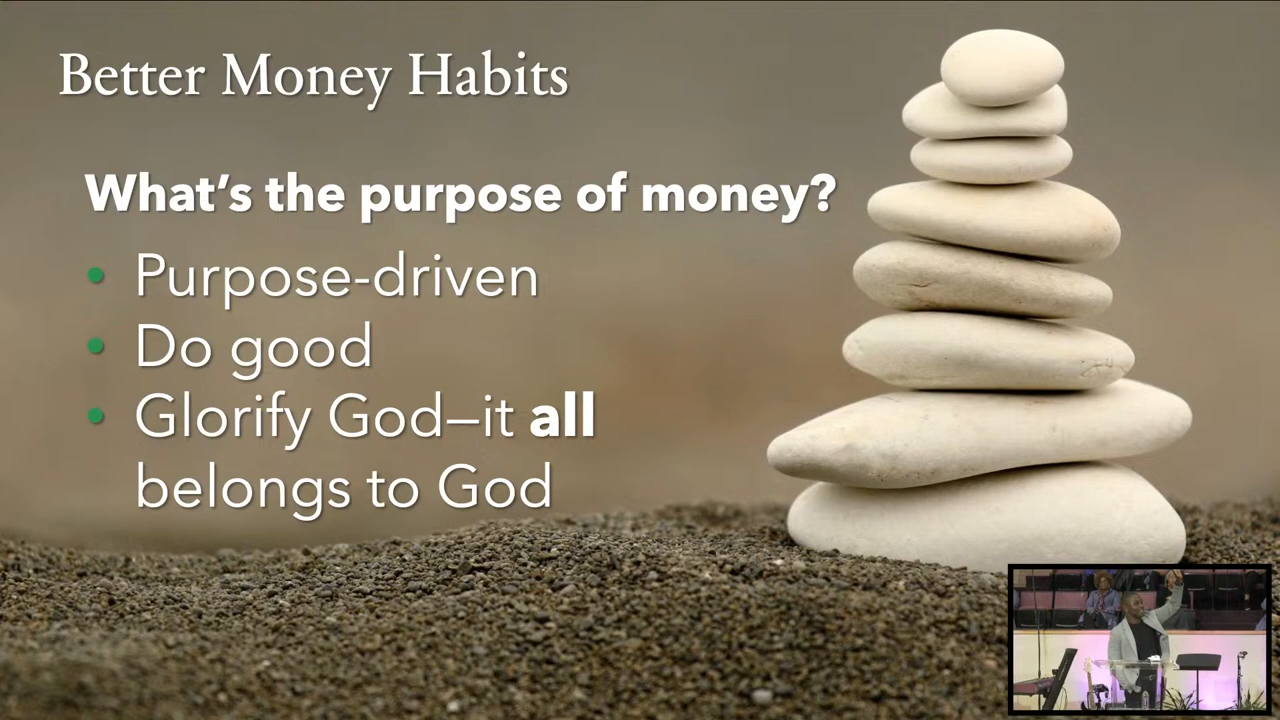 Better Money Habits
What’s the purpose of money?
• Purpose-driven
• Do good
• Glorify God—it all
belongs to God